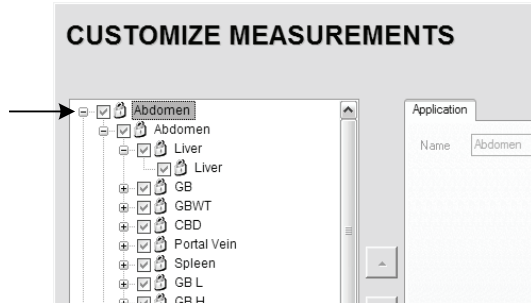 CUSTOMIZE MEASUREMENTS
Abdomen
Abdomen
Liver
Liver
GB
GBWT
CBD
Portal Vein
Spleen
GB L
GB H
Application
Name Abdomen